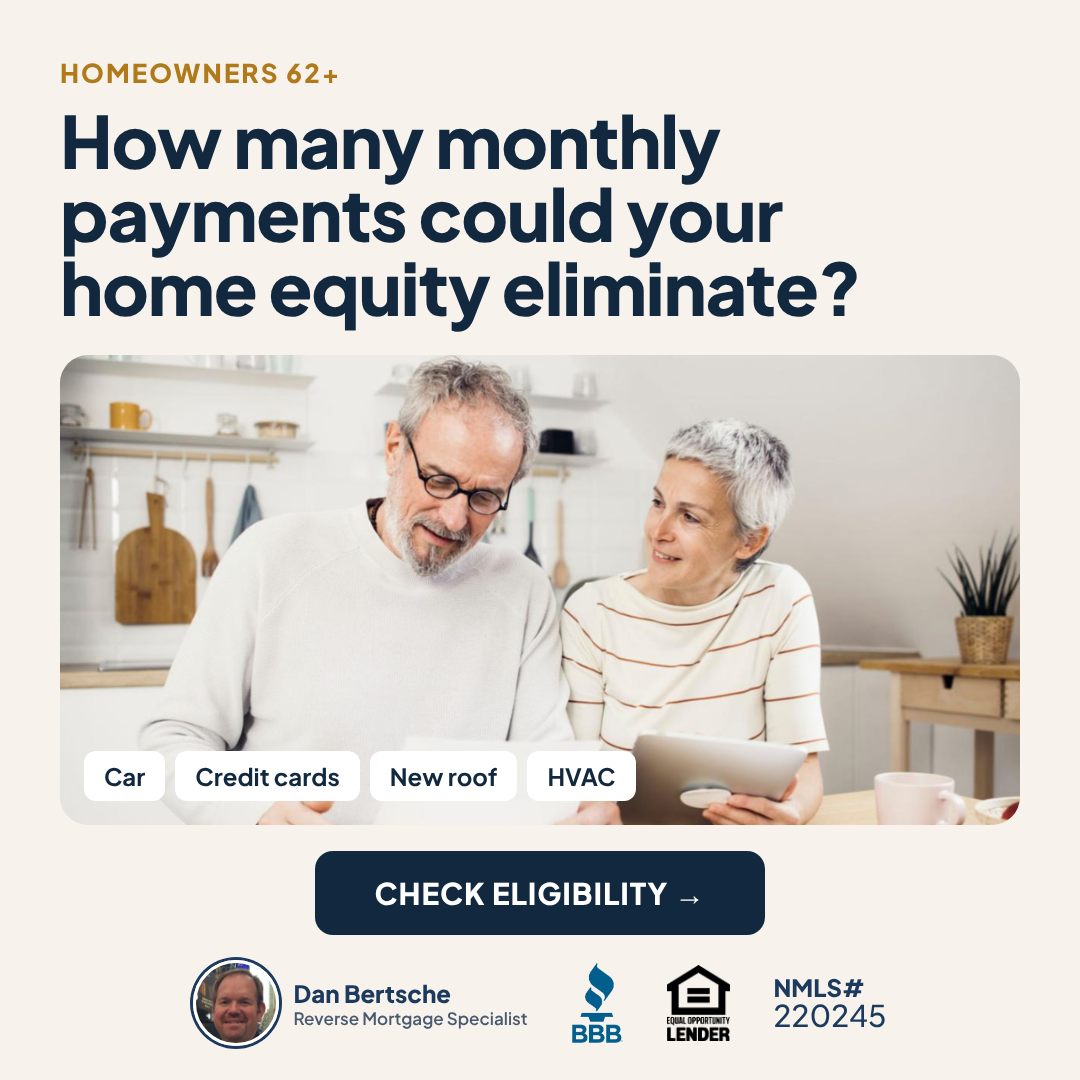 HOMEOWNERS 62+
How many monthly
payments could your
home equity eliminate?
Car
Credit cards
New roof
HVAC
CHECK ELIGIBILITY →
Dan Bertsche
Reverse Mortgage Specialist
BBB
EQUAL OPPORTUNITY
LENDER
NMLS#
220245